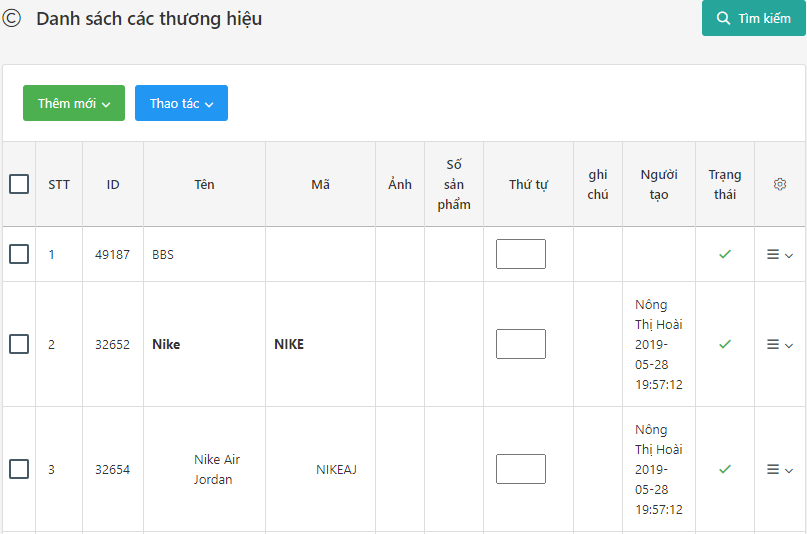 © Danh sách các thương hiệu
Tìm kiếm
Thêm mới
Thao tác
STT
ID
Tên
Mã
Ảnh
Số
sản
phẩm
Thứ tự
ghi
chú
Người
tạo
Trạng
thái
1
49187
BBS
2
32652
Nike
NIKE
Nông
Thị Hoài
2019-
05-28
19:57:12
3
32654
Nike Air
Jordan
NIKEAJ
Nông
Thị Hoài
2019-
05-28
19:57:12